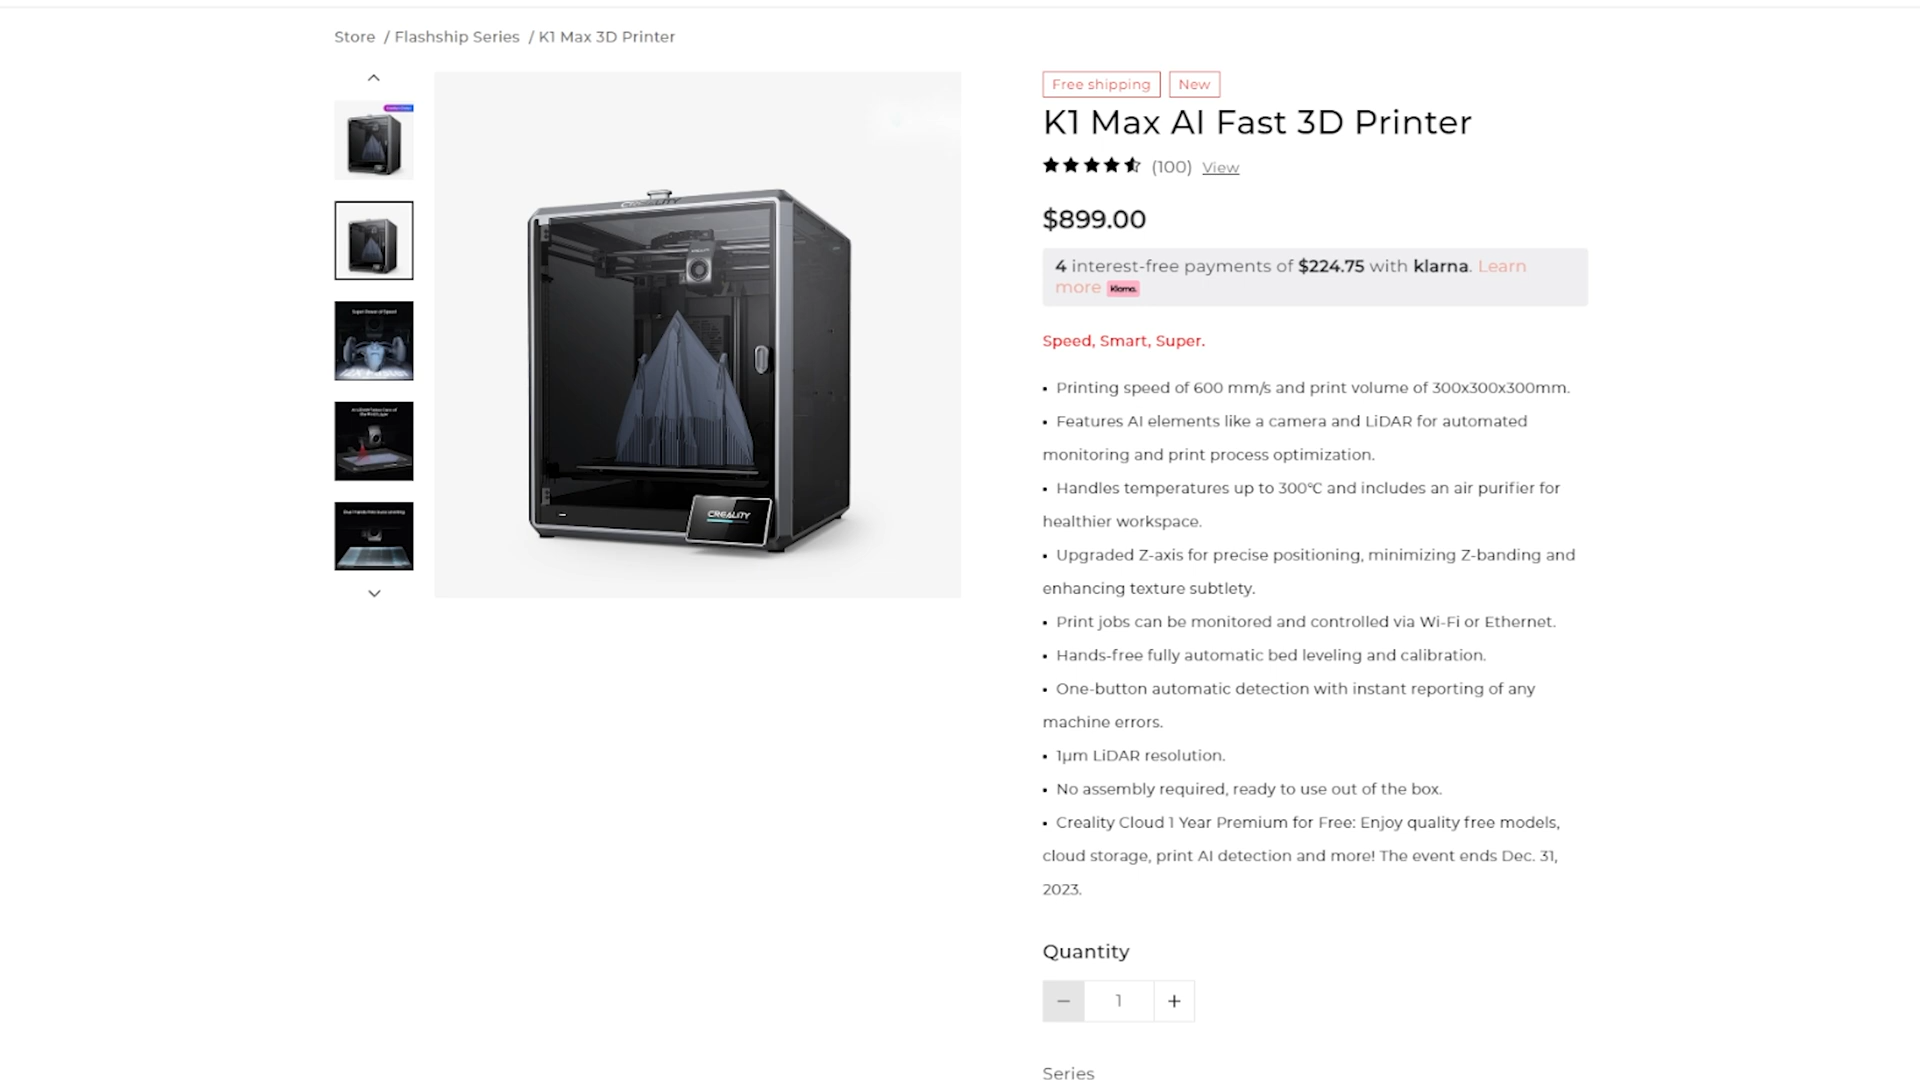 Store / Flashship Series / K1 Max 3D Printer
Free shipping New
K1 Max AI Fast 3D Printer
(100) View
$899.00
4 interest-free payments of $224.75 with klarna. Learn
more Klarna.
Speed, Smart, Super.
▪ Printing speed of 600 mm/s and print volume of 300x300x300mm.
▪ Features AI elements like a camera and LiDAR for automated
monitoring and print process optimization.
▪ Handles temperatures up to 300℃ and includes an air purifier for
healthier workspace.
▪ Upgraded Z-axis for precise positioning, minimizing Z-banding and
enhancing texture subtlety.
▪ Print jobs can be monitored and controlled via Wi-Fi or Ethernet.
▪ Hands-free fully automatic bed leveling and calibration.
▪ One-button automatic detection with instant reporting of any
machine errors.
▪ 1μm LiDAR resolution.
▪ No assembly required, ready to use out of the box.
▪ Creality Cloud 1 Year Premium for Free: Enjoy quality free models,
cloud storage, print AI detection and more! The event ends Dec. 31,
2023.
Quantity
− 1 +
Series
CREALITY
CREALITY